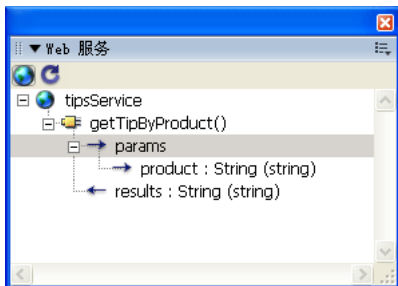 Web 服务
tipsService
getTipByProduct()
params
product : String (string)
results : String (string)